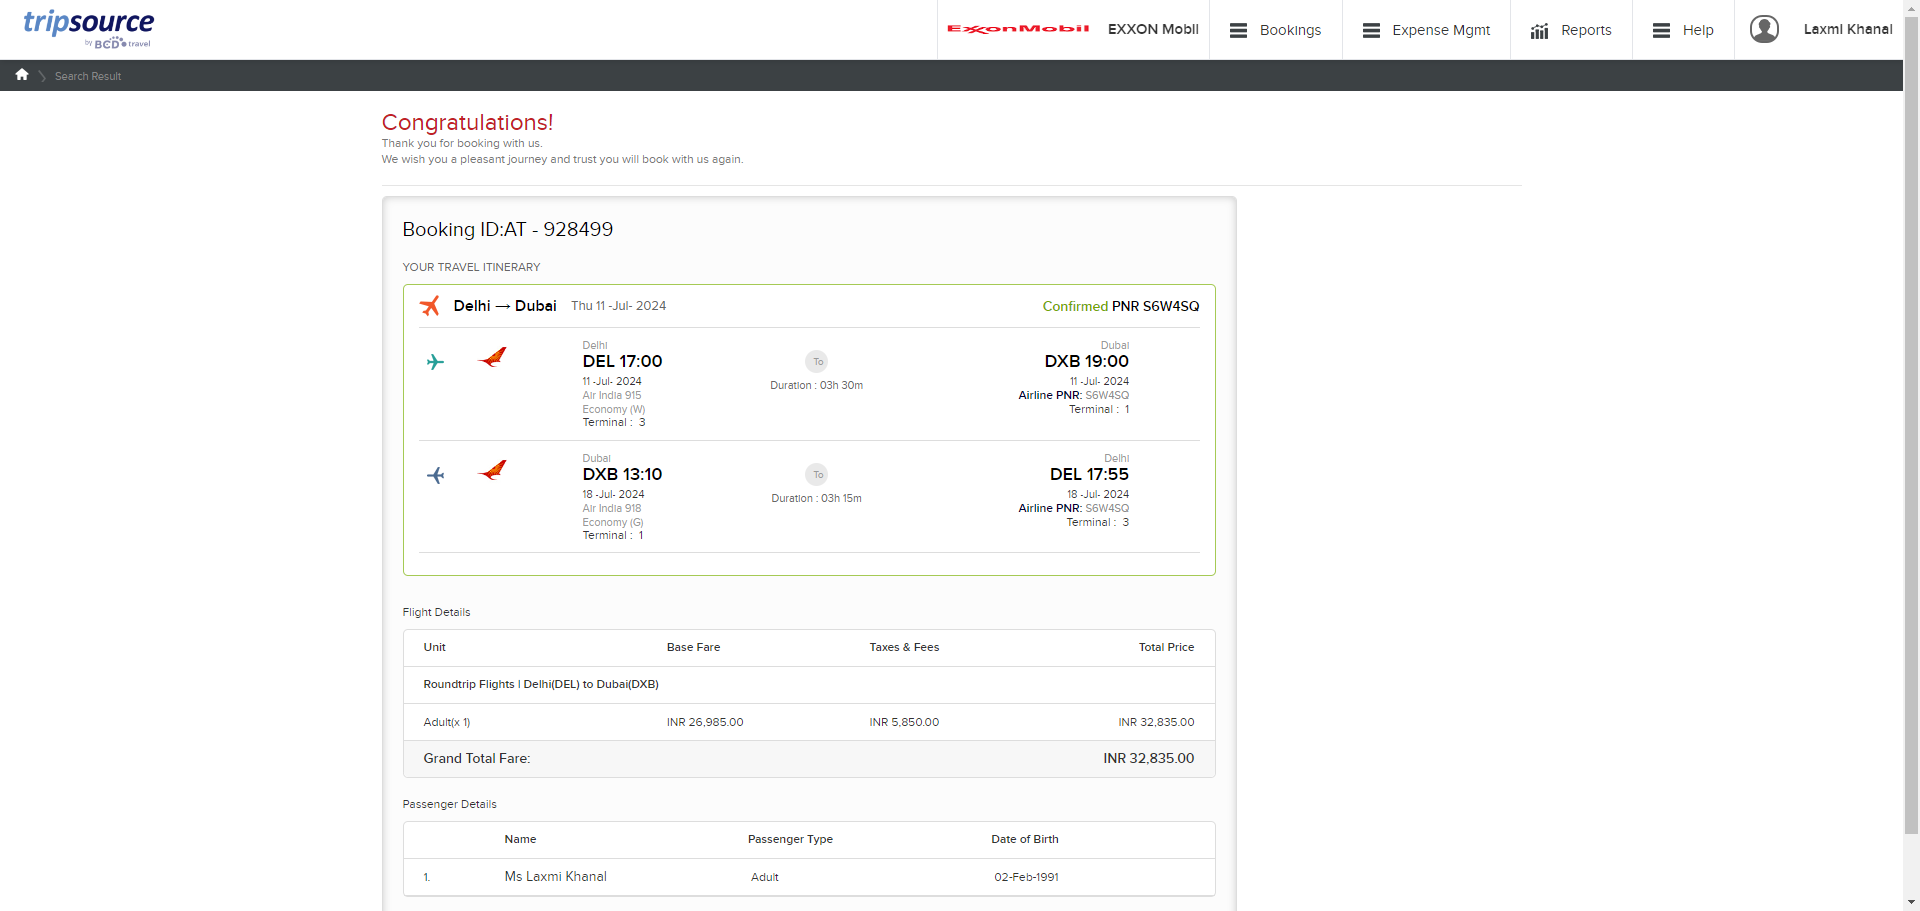 tripsource
by BCD travel
ExxonMobil
EXXON Mobil
Bookings
Expense Mgmt
Reports
Help
Laxmi Khanal
Search Result
Congratulations!
Thank you for booking with us.
We wish you a pleasant journey and trust you will book with us again.
Booking ID:AT - 928499
YOUR TRAVEL ITINERARY
Delhi → Dubai Thu 11 -Jul- 2024 Confirmed PNR S6W4SQ
Delhi Dubai
DEL 17:00 To DXB 19:00
11 -Jul- 2024 Duration : 03h 30m 11 -Jul- 2024
Air India 915 Airline PNR: S6W4SQ
Economy (W) Terminal : 1
Terminal : 3
Dubai Delhi
DXB 13:10 To DEL 17:55
18 -Jul- 2024 Duration : 03h 15m 18 -Jul- 2024
Air India 918 Airline PNR: S6W4SQ
Economy (G) Terminal : 3
Terminal : 1
Flight Details
Unit Base Fare Taxes & Fees Total Price
Roundtrip Flights | Delhi(DEL) to Dubai(DXB)
Adult(x 1) INR 26,985.00 INR 5,850.00 INR 32,835.00
Grand Total Fare: INR 32,835.00
Passenger Details
Name Passenger Type Date of Birth
1. Ms Laxmi Khanal Adult 02-Feb-1991